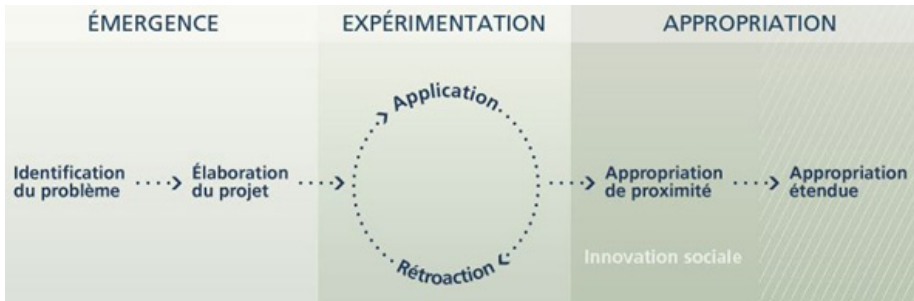 ÉMERGENCE
EXPÉRIMENTATION
APPROPRIATION
Identification
du problème
Élaboration
du projet
Application
Rétroaction
Appropriation
de proximité
Appropriation
étendue
Innovation sociale